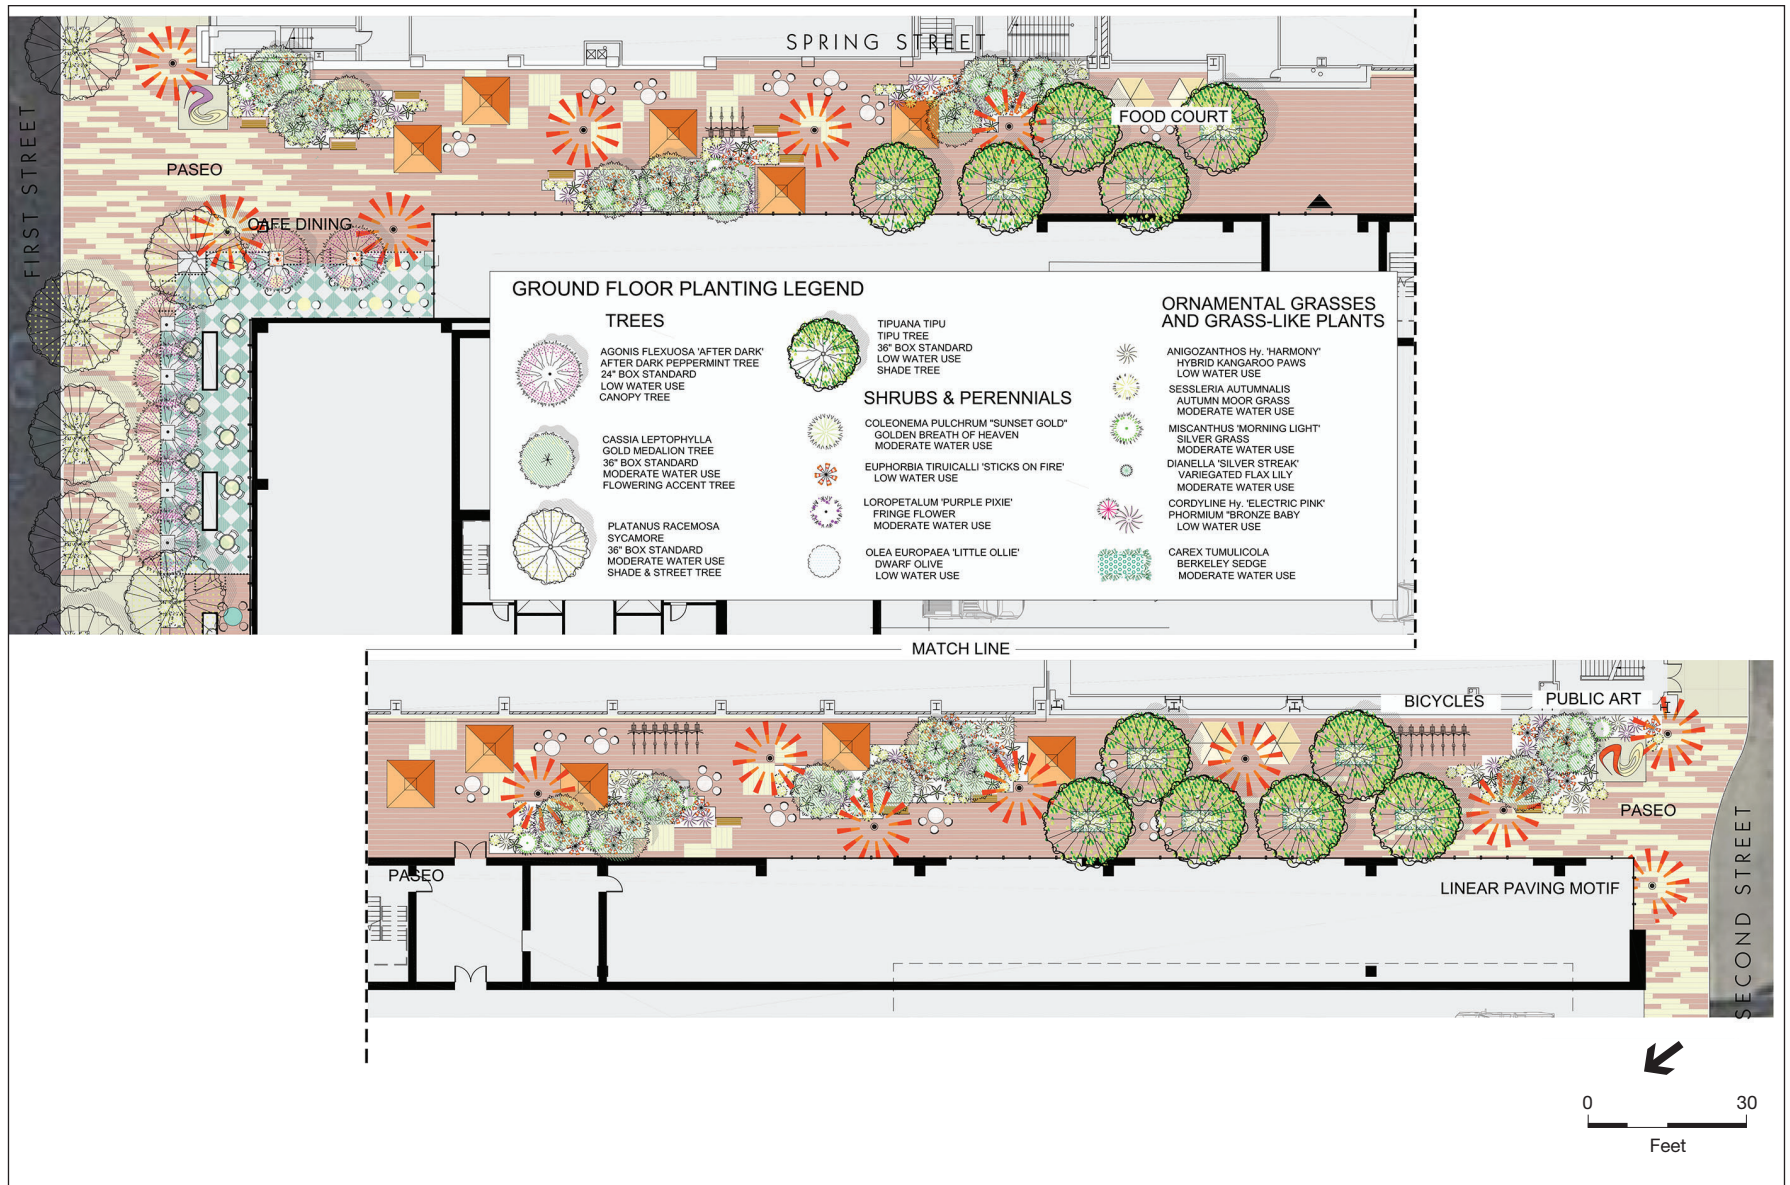 SPRING STREET
FIRST STREET
FOOD COURT
PASEO
CAFE DINING
GROUND FLOOR PLANTING LEGEND
TREES
AGONIS FLEXUOSA 'AFTER DARK'
AFTER DARK PEPPERMINT TREE
24" BOX STANDARD
LOW WATER USE
CANOPY TREE
CASSIA LEPTOPHYLLA
GOLD MEDALION TREE
36" BOX STANDARD
MODERATE WATER USE
FLOWERING ACCENT TREE
PLATANUS RACEMOSA
SYCAMORE
36" BOX STANDARD
MODERATE WATER USE
SHADE & STREET TREE
TIPUANA TIPU
TIPU TREE
36" BOX STANDARD
LOW WATER USE
SHADE TREE
SHRUBS & PERENNIALS
COLEONEMA PULCHRUM "SUNSET GOLD"
GOLDEN BREATH OF HEAVEN
MODERATE WATER USE
EUPHORBIA TIRUICALLI 'STICKS ON FIRE'
LOW WATER USE
LOROPETALUM 'PURPLE PIXIE'
FRINGE FLOWER
MODERATE WATER USE
OLEA EUROPAEA 'LITTLE OLLIE'
DWARF OLIVE
LOW WATER USE
ORNAMENTAL GRASSES
AND GRASS-LIKE PLANTS
ANIGOZANTHOS Hy. 'HARMONY'
HYBRID KANGAROO PAWS
LOW WATER USE
SESSLERIA AUTUMNALIS
AUTUMN MOOR GRASS
MODERATE WATER USE
MISCANTHUS 'MORNING LIGHT'
SILVER GRASS
MODERATE WATER USE
DIANELLA 'SILVER STREAK'
VARIEGATED FLAX LILY
MODERATE WATER USE
CORDYLINE Hy. 'ELECTRIC PINK'
PHORMIUM "BRONZE BABY
LOW WATER USE
CAREX TUMULICOLA
BERKELEY SEDGE
MODERATE WATER USE
MATCH LINE
BICYCLES
PUBLIC ART
PASEO
PASEO
LINEAR PAVING MOTIF
SECOND STREET
0 30
Feet